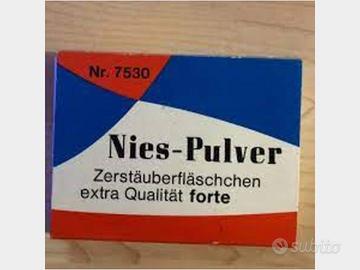 Nr. 7530
Nies-Pulver
Zerstäuberfläschchen
extra Qualität forte
subito